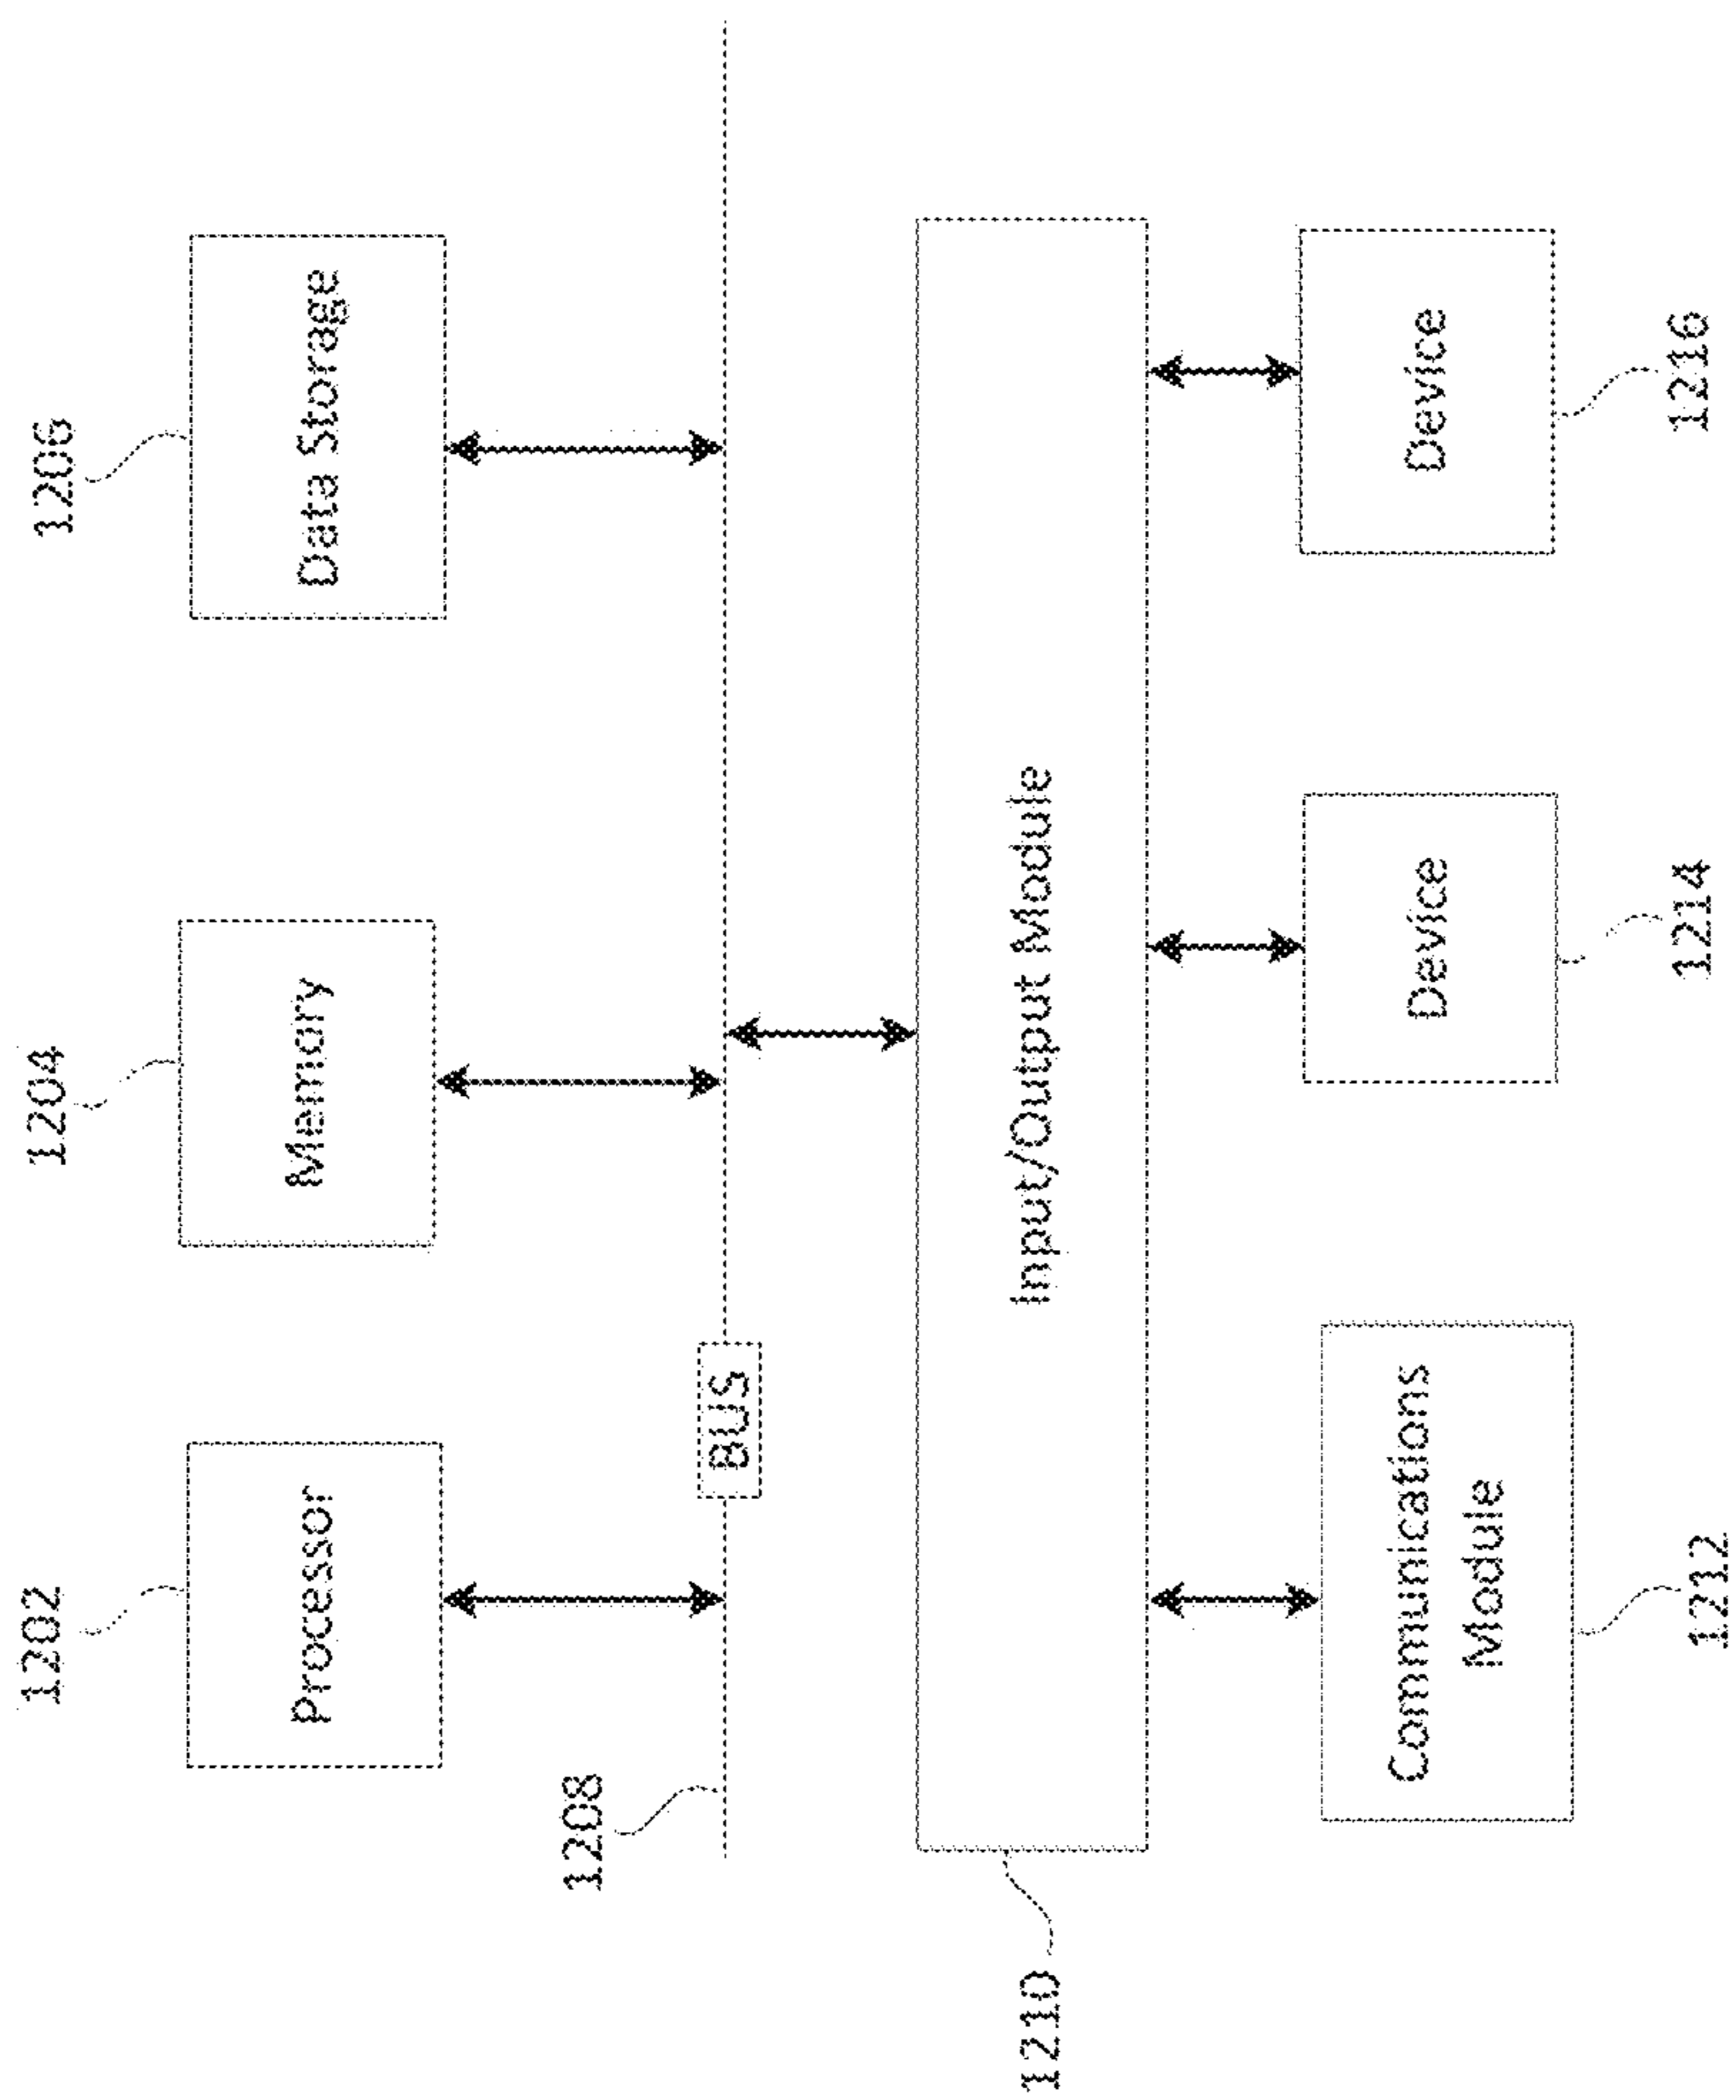 1202
1204
1206
Processor
Memory
Data Storage
1208
BUS
1210
Input/Output Module
Communications
Module
Device
Device
1212
1214
1216